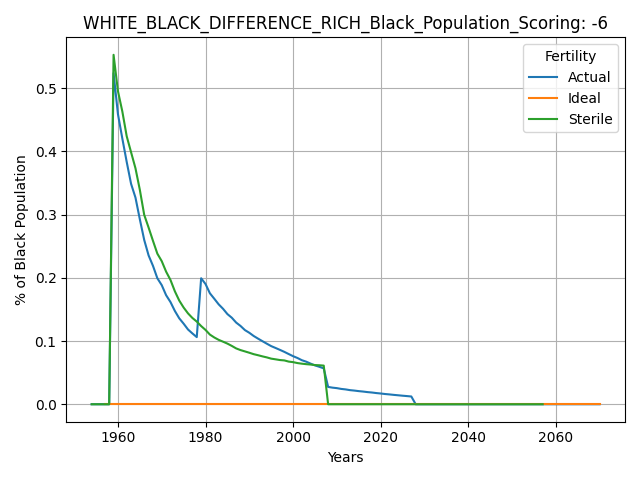 WHITE_BLACK_DIFFERENCE_RICH_Black_Population_Scoring: -6
Fertility
Actual
Ideal
Sterile
% of Black Population
0.5
0.4
0.3
0.2
0.1
0.0
1960 1980 2000 2020 2040 2060
Years